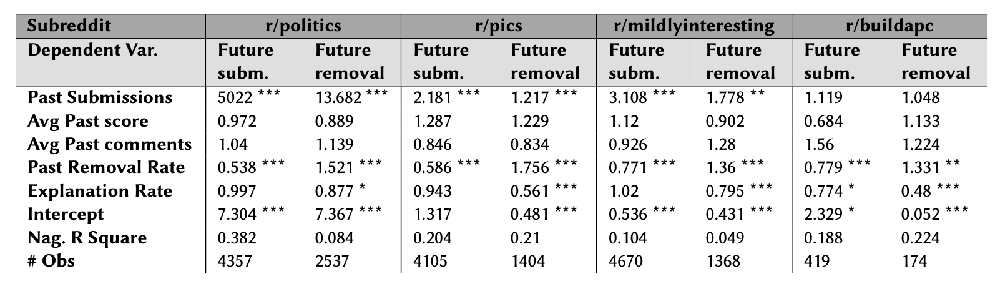 Subreddit r/politics r/pics r/mildlyinteresting r/buildapc
Dependent Var. Future Future Future Future Future Future Future Future
subm. removal subm. removal subm. removal subm. removal
Past Submissions 5022 *** 13.682 *** 2.181 *** 1.217 *** 3.108 *** 1.778 ** 1.119 1.048
Avg Past score 0.972 0.889 1.287 1.229 1.12 0.902 0.684 1.133
Avg Past comments 1.04 1.139 0.846 0.834 0.926 1.28 1.56 1.224
Past Removal Rate 0.538 *** 1.521 *** 0.586 *** 1.756 *** 0.771 *** 1.36 *** 0.779 *** 1.331 **
Explanation Rate 0.997 0.877 * 0.943 0.561 *** 1.02 0.795 *** 0.774 * 0.48 ***
Intercept 7.304 *** 7.367 *** 1.317 0.481 *** 0.536 *** 0.431 *** 2.329 * 0.052 ***
Nag. R Square 0.382 0.084 0.204 0.21 0.104 0.049 0.188 0.224
# Obs 4357 2537 4105 1404 4670 1368 419 174